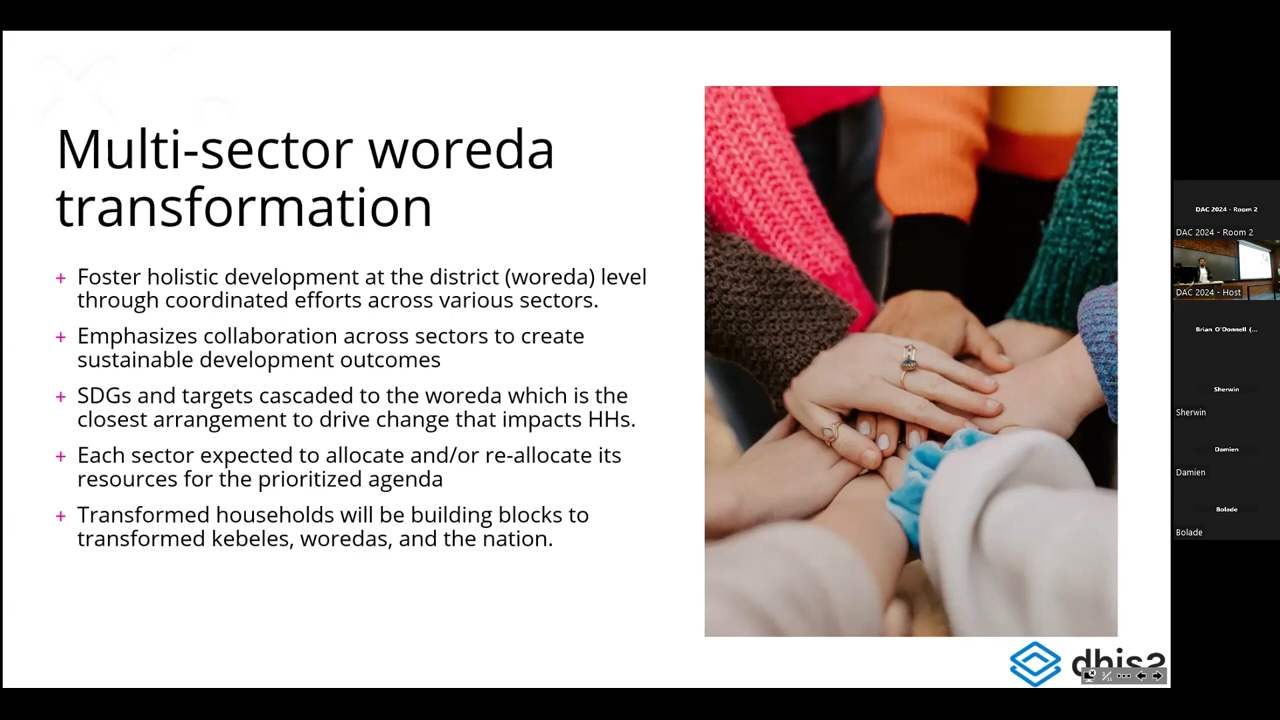 Multi-sector woreda
transformation
+ Foster holistic development at the district (woreda) level
through coordinated efforts across various sectors.
+ Emphasizes collaboration across sectors to create
sustainable development outcomes
+ SDGs and targets cascaded to the woreda which is the
closest arrangement to drive change that impacts HHs.
+ Each sector expected to allocate and/or re-allocate its
resources for the prioritized agenda
+ Transformed households will be building blocks to
transformed kebeles, woredas, and the nation.
dhis2
DAC 2024 - Room 2
DAC 2024 - Room 2
DAC 2024 - Host
Brian O'Donnell (...
Sherwin
Sherwin
Damien
Damien
Bolade
Bolade